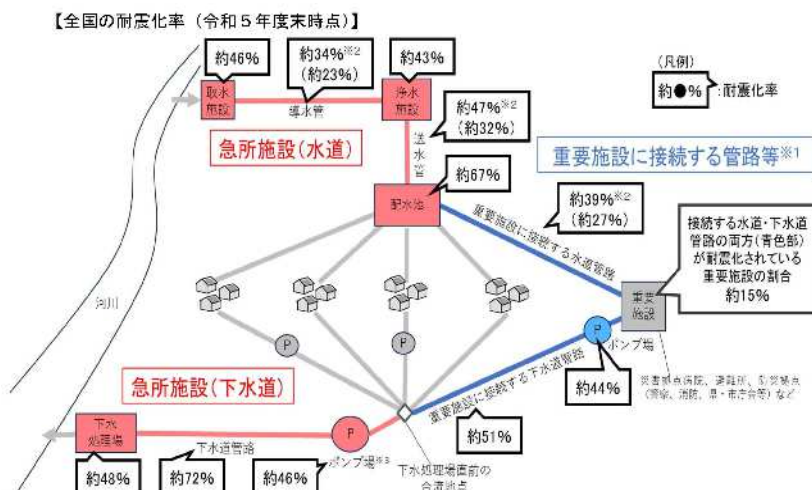 【全国の耐震化率（令和５年度末時点）】
約46%
約34%※2
（約23%）
約43%
（凡例）
約●%：耐震化率
取水
施設
導水管
浄水
施設
約47%※2
（約32%）
送水管
急所施設（水道）
重要施設に接続する管路等※1
約67%
配水池
約39%※2
（約27%）
重要施設に接続する水道管路
接続する水道・下水道
管路の両方（青色部）
が耐震化されている
重要施設の割合
約15%
河川
重要
施設
P
P
P
ポンプ場
急所施設（下水道）
重要施設に接続する下水道管路
約44%
災害拠点病院、避難所、防災拠点
（警察、消防、県・市庁舎等）など
下水
処理場
下水道管路
P
ポンプ場※3
約51%
下水処理場直前の
合流地点
約48%
約72%
約46%